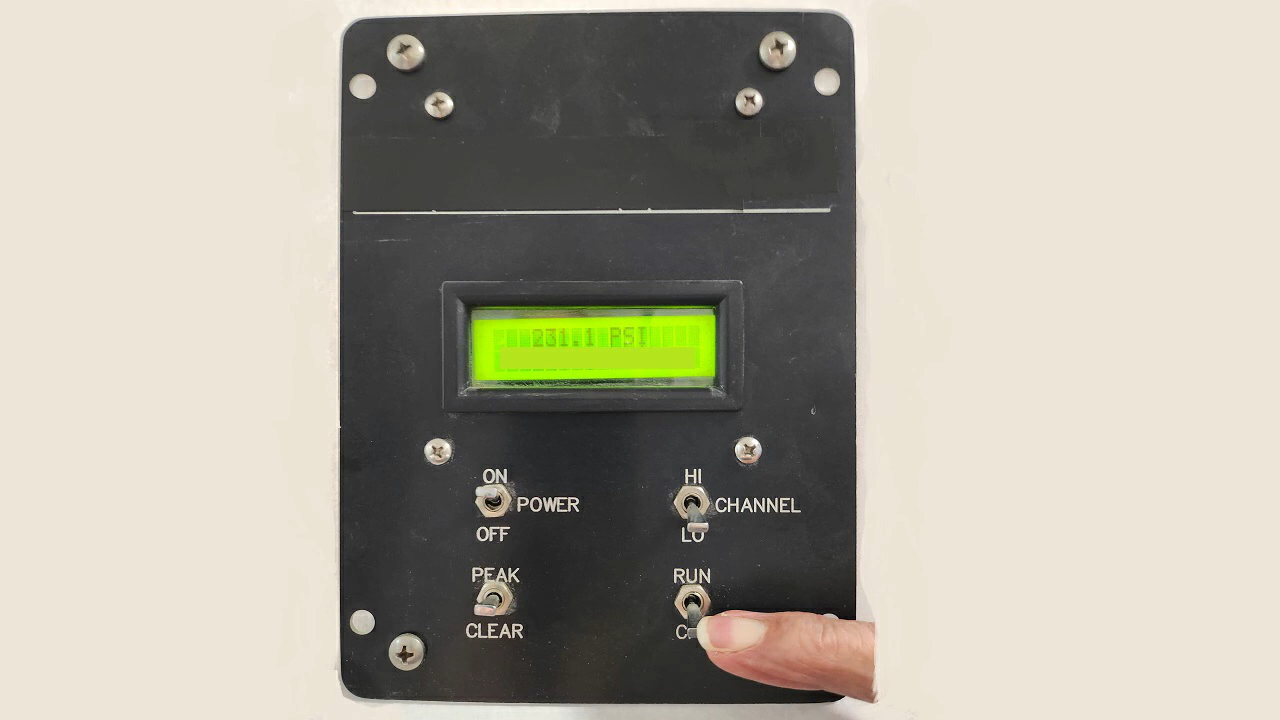 231.1 PSI
ON
POWER
OFF
HI
CHANNEL
LO
PEAK
CLEAR
RUN